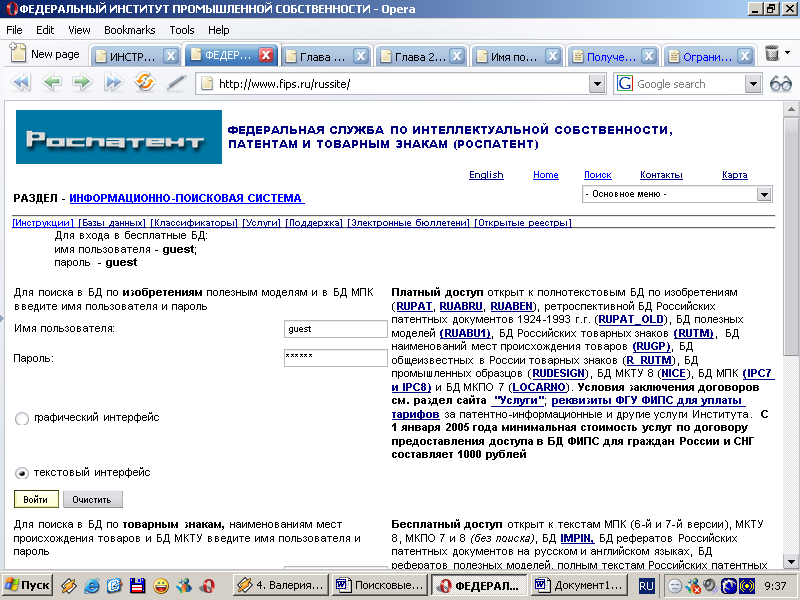 ФЕДЕРАЛЬНЫЙ ИНСТИТУТ ПРОМЫШЛЕННОЙ СОБСТВЕННОСТИ - Opera
File Edit View Bookmarks Tools Help
New page ИНСТР... ФЕДЕР... Глава ... Глава 2... Имя по... Получе... Ограни...
http://www.fips.ru/russite/ Google search
Роспатент
ФЕДЕРАЛЬНАЯ СЛУЖБА ПО ИНТЕЛЛЕКТУАЛЬНОЙ СОБСТВЕННОСТИ,
ПАТЕНТАМ И ТОВАРНЫМ ЗНАКАМ (РОСПАТЕНТ)
English Home Поиск Контакты Карта
- Основное меню -
РАЗДЕЛ - ИНФОРМАЦИОННО-ПОИСКОВАЯ СИСТЕМА
[Инструкции] [Базы данных] [Классификаторы] [Услуги] [Поддержка] [Электронные бюллетени] [Открытые реестры]
Для входа в бесплатные БД:
имя пользователя - guest;
пароль - guest
Для поиска в БД по изобретениям полезным моделям и в БД МПК
введите имя пользователя и пароль
Имя пользователя: guest
Пароль: ******
графический интерфейс
текстовый интерфейс
Войти Очистить
Для поиска в БД по товарным знакам, наименованиям мест
происхождения товаров и БД МКТУ введите имя пользователя и
пароль
Платный доступ открыт к полнотекстовым БД по изобретениям
(RUPAT, RUABRU, RUABEN), ретроспективной БД Российских
патентных документов 1924-1993 г.г. (RUPAT_OLD), БД полезных
моделей (RUABU1), БД Российских товарных знаков (RUTM), БД
наименований мест происхождения товаров (RUGP), БД
общеизвестных в России товарных знаков (R_RUTM), БД
промышленных образцов (RUDESIGN), БД МКТУ 8 (NICE), БД МПК (IPC7
и IPC8) и БД МКПО 7 (LOCARNO). Условия заключения договоров
см. раздел сайта "Услуги"; реквизиты ФГУ ФИПС для уплаты
тарифов за патентно-информационные и другие услуги Института. С
1 января 2005 года минимальная стоимость услуг по договору
предоставления доступа в БД ФИПС для граждан России и СНГ
составляет 1000 рублей
Бесплатный доступ открыт к текстам МПК (6-й и 7-й версии), МКТУ
8, МКПО 7 и 8 (без поиска), БД IMPIN, БД рефератов Российских
патентных документов на русском и английском языках, БД
рефератов полезных моделей, полным текстам Российских патентных
Пуск 4. Валерия... Поисковые... ФЕДЕРАЛ... Документ1... RU 9:37